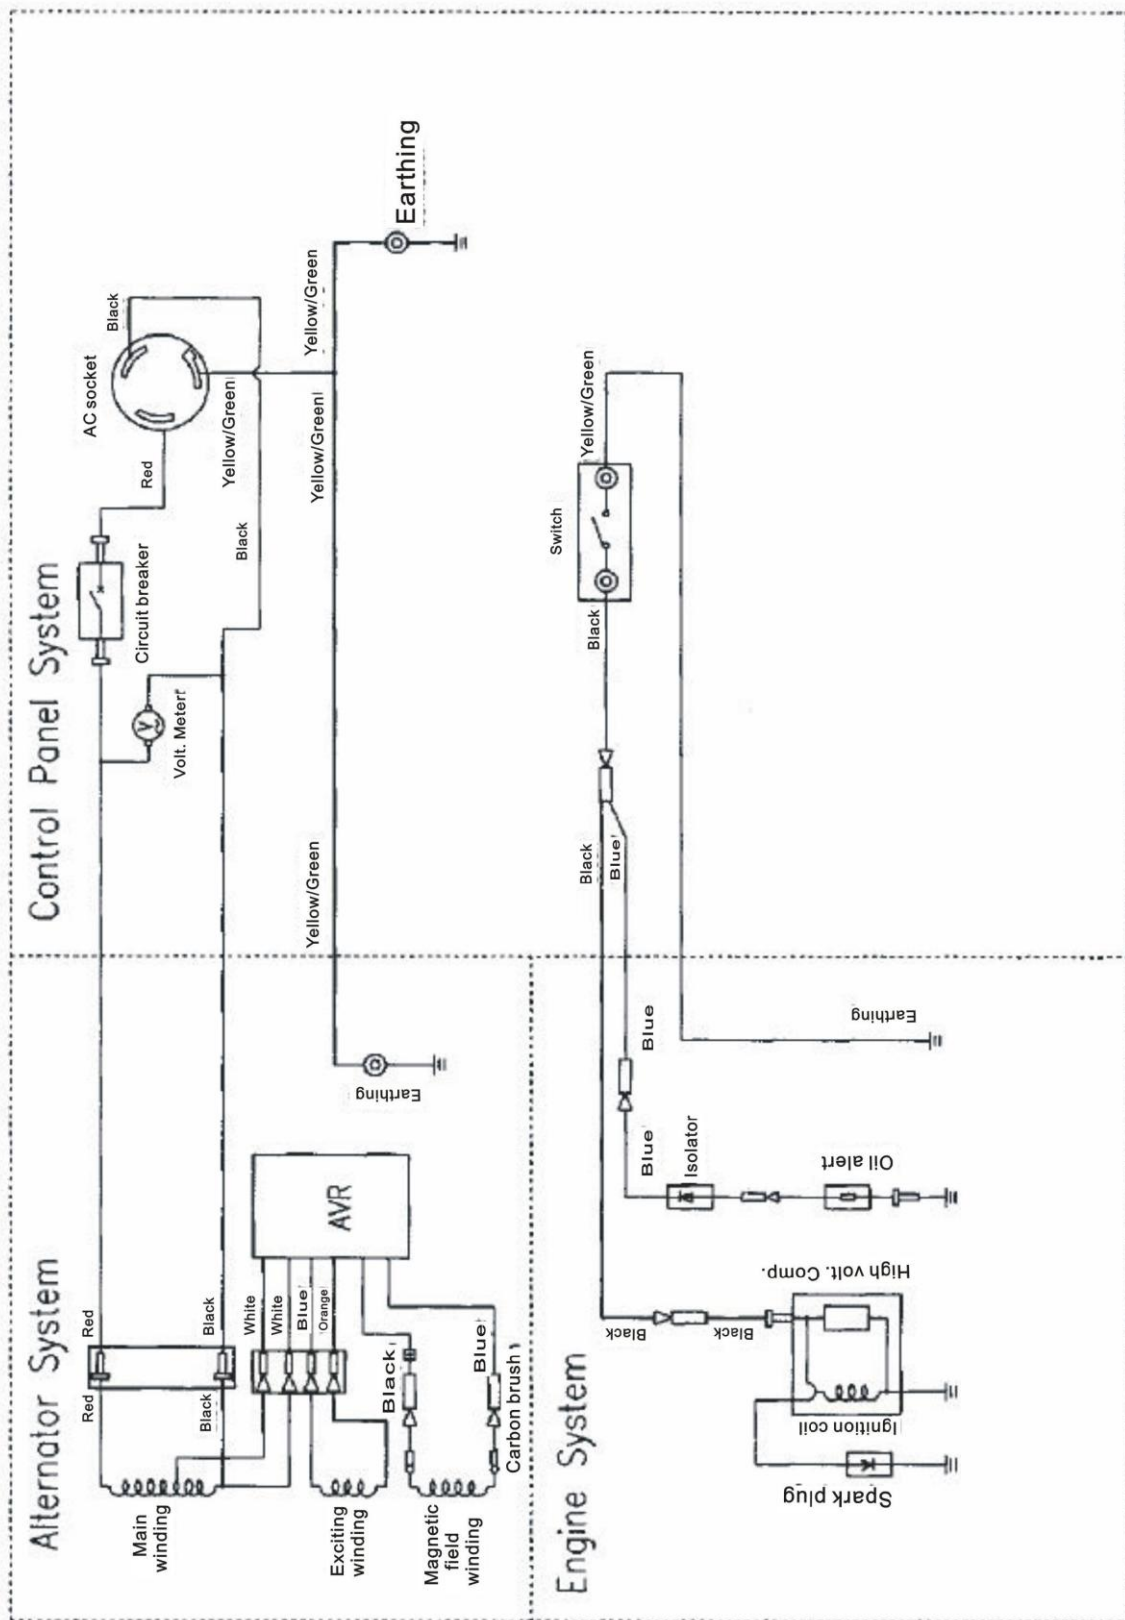 Alternator System
Control Panel System
Engine System
Red
Red
Black
Black
Main
winding
White
White
Blue
Orange
AVR
Exciting
winding
Black
Blue
Magnetic
field
winding
Carbon brush
Earthing
Volt. Meter
Circuit breaker
Red
AC socket
Black
Black
Yellow/Green
Yellow/Green
Yellow/Green
Yellow/Green
Earthing
Black
Blue
Black
Switch
Yellow/Green
Blue
Blue
Isolator
Oil alert
Earthing
Black
Black
High volt. Comp.
Ignition coil
Spark plug
V